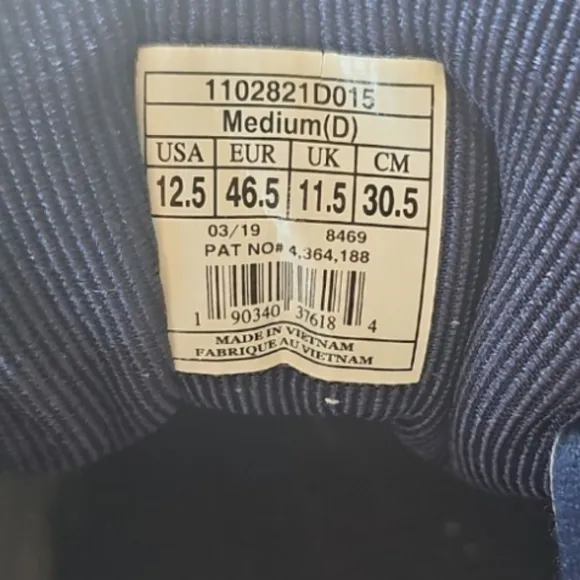 1102821D015
Medium(D)
USA EUR UK CM
12.5 46.5 11.5 30.5
03/19 8469
PAT NO# 4,364,188
1 90340 37618 4
MADE IN VIETNAM
FABRIQUE AU VIETNAM